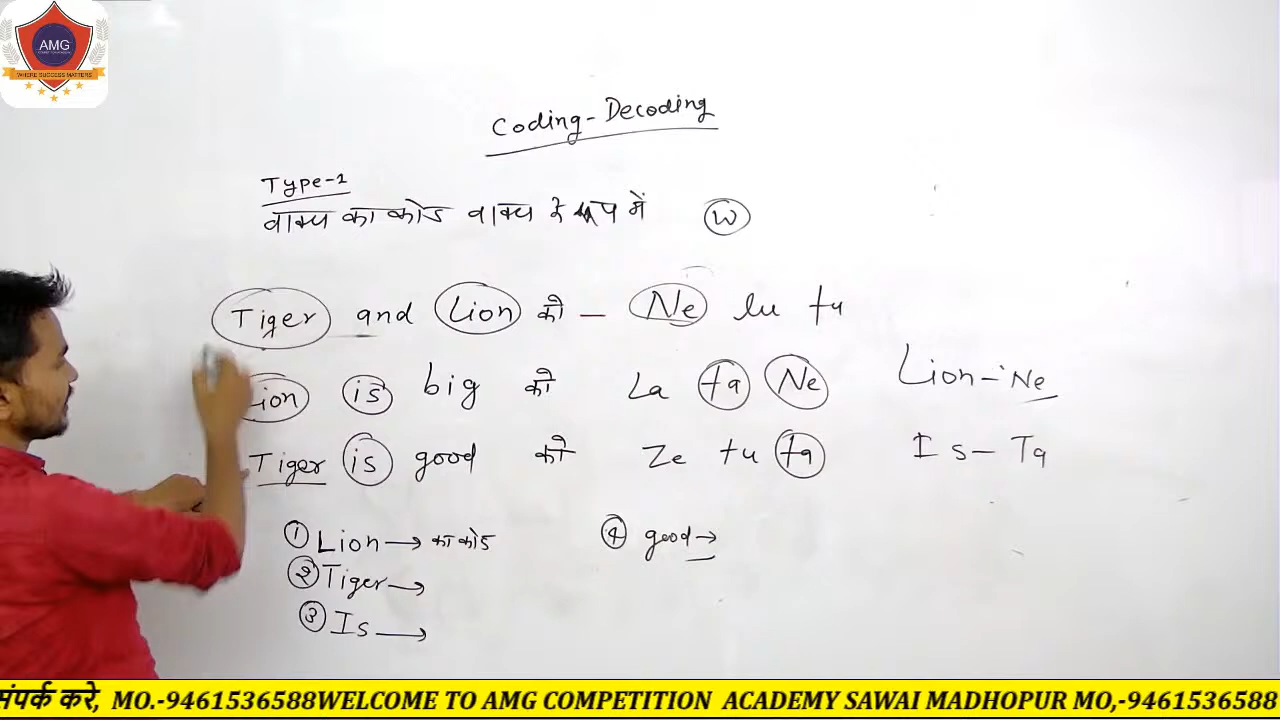 AMG
WHERE SUCCESS MATTERS
Coding-Decoding
Type-1
वाक्य का कोड वाक्य के रूप में W
Tiger and Lion को – Ne lu tu
Lion is big को La ta Ne Lion – Ne
Tiger is good को Ze tu ta Is – Ta
① Lion → का कोड ④ good →
② Tiger →
③ Is →
संपर्क करे, MO.-9461536588WELCOME TO AMG COMPETITION ACADEMY SAWAI MADHOPUR MO,-9461536588